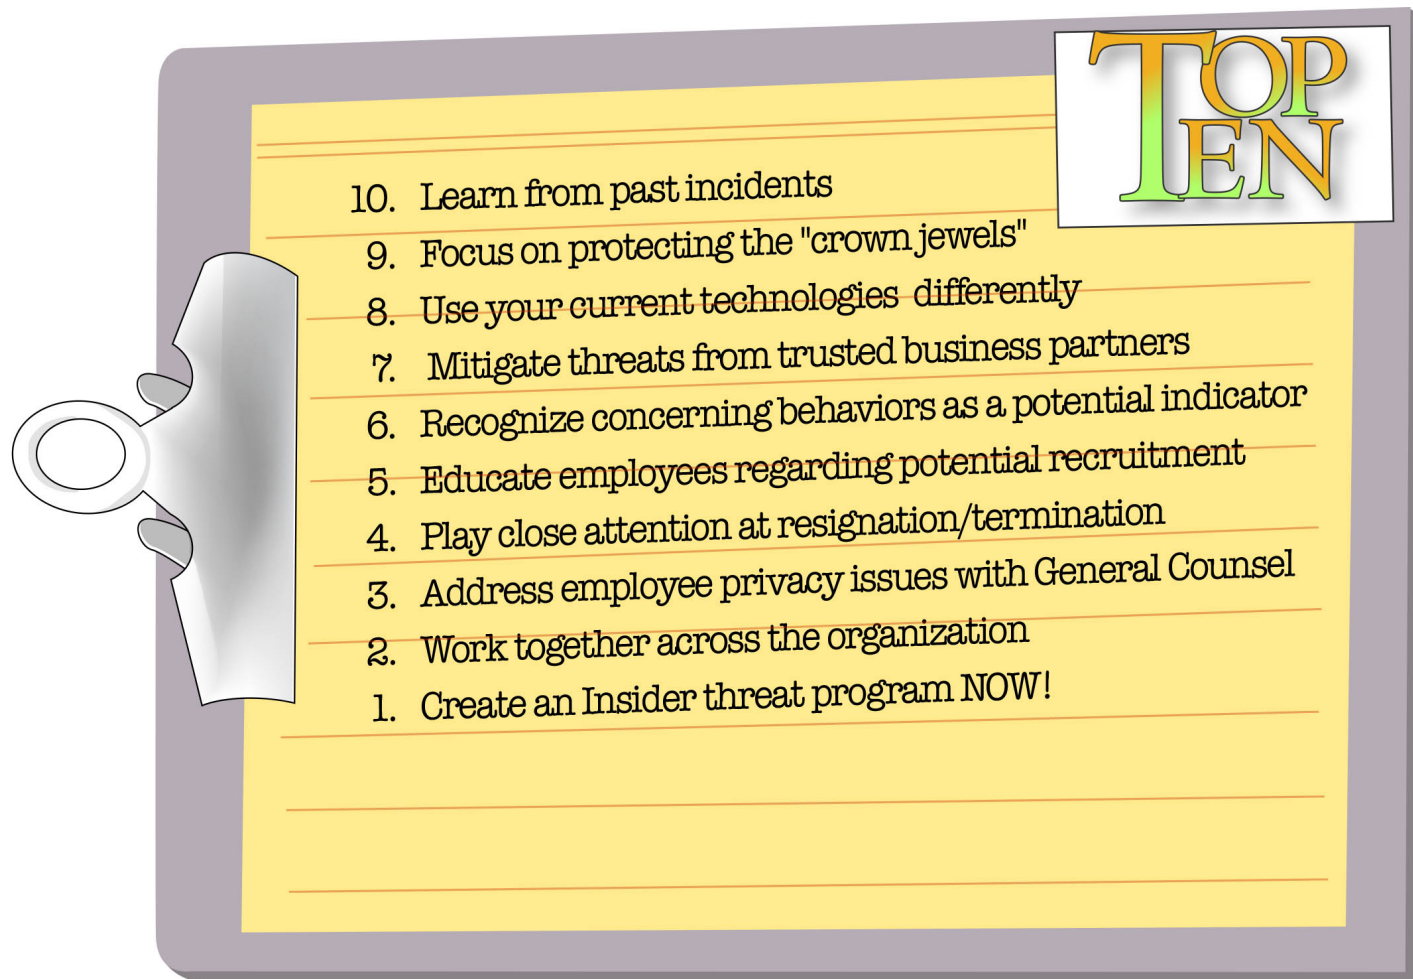 TOP
TEN
10. Learn from past incidents
9. Focus on protecting the "crown jewels"
8. Use your current technologies differently
7. Mitigate threats from trusted business partners
6. Recognize concerning behaviors as a potential indicator
5. Educate employees regarding potential recruitment
4. Play close attention at resignation/termination
3. Address employee privacy issues with General Counsel
2. Work together across the organization
1. Create an Insider threat program NOW!